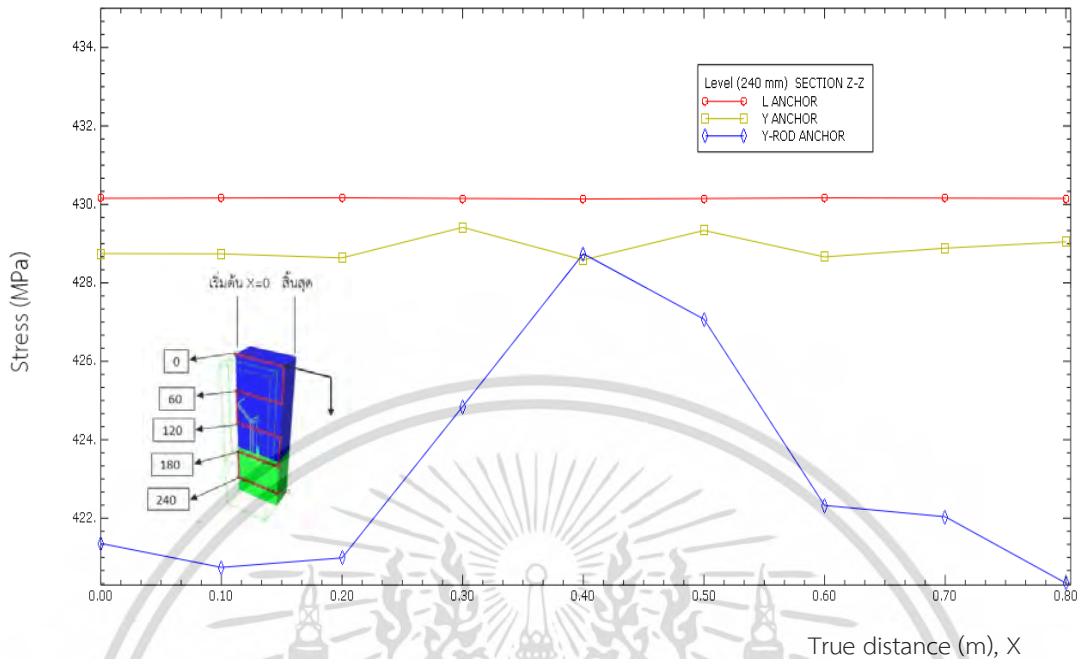 434.
432.
430.
428.
426.
424.
422.
Stress (MPa)
Level (240 mm) SECTION Z-Z
L ANCHOR
Y ANCHOR
Y-ROD ANCHOR
เริ่มต้น X=0 สิ้นสุด
0
60
120
180
240
0.00 0.10 0.20 0.30 0.40 0.50 0.60 0.70 0.80
True distance (m), X